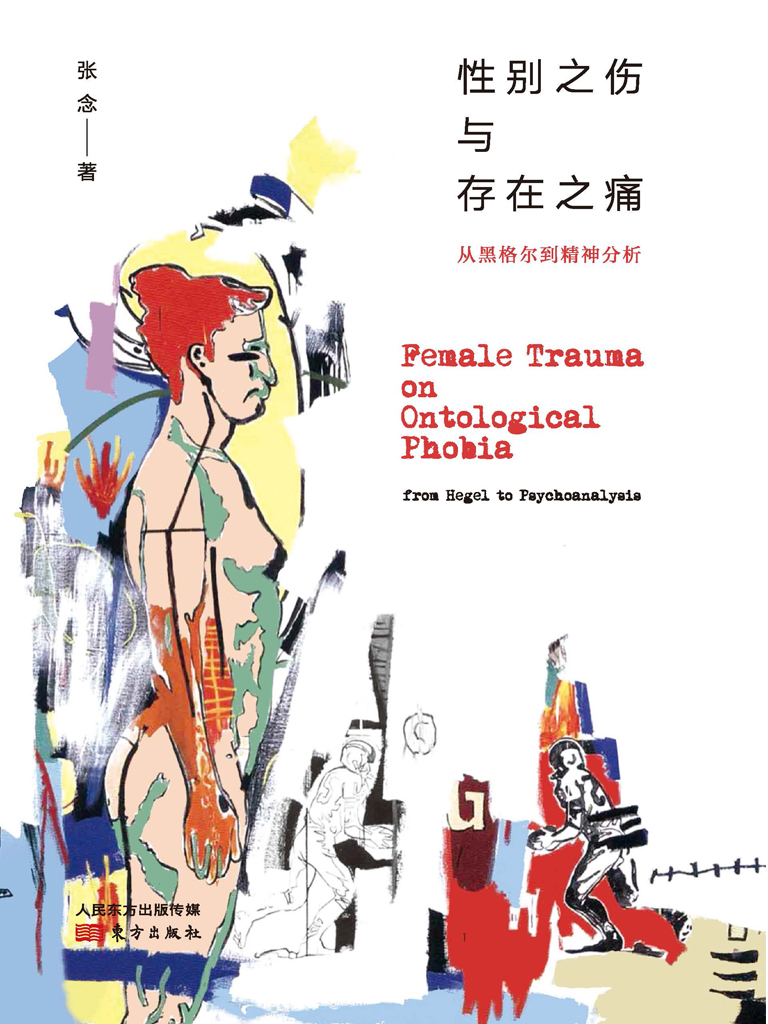 张念——著
性别之伤
与
存在之痛
从黑格尔到精神分析
Female Trauma
on
Ontological
Phobia
from Hegel to Psychoanalysis
G
人民东方出版传媒
东方出版社